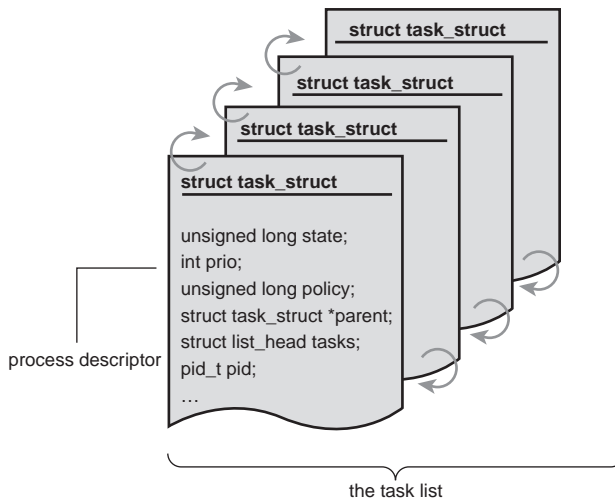 struct task_struct
struct task_struct
struct task_struct
struct task_struct
unsigned long state;
int prio;
unsigned long policy;
struct task_struct *parent;
struct list_head tasks;
pid_t pid;
…
process descriptor
the task list